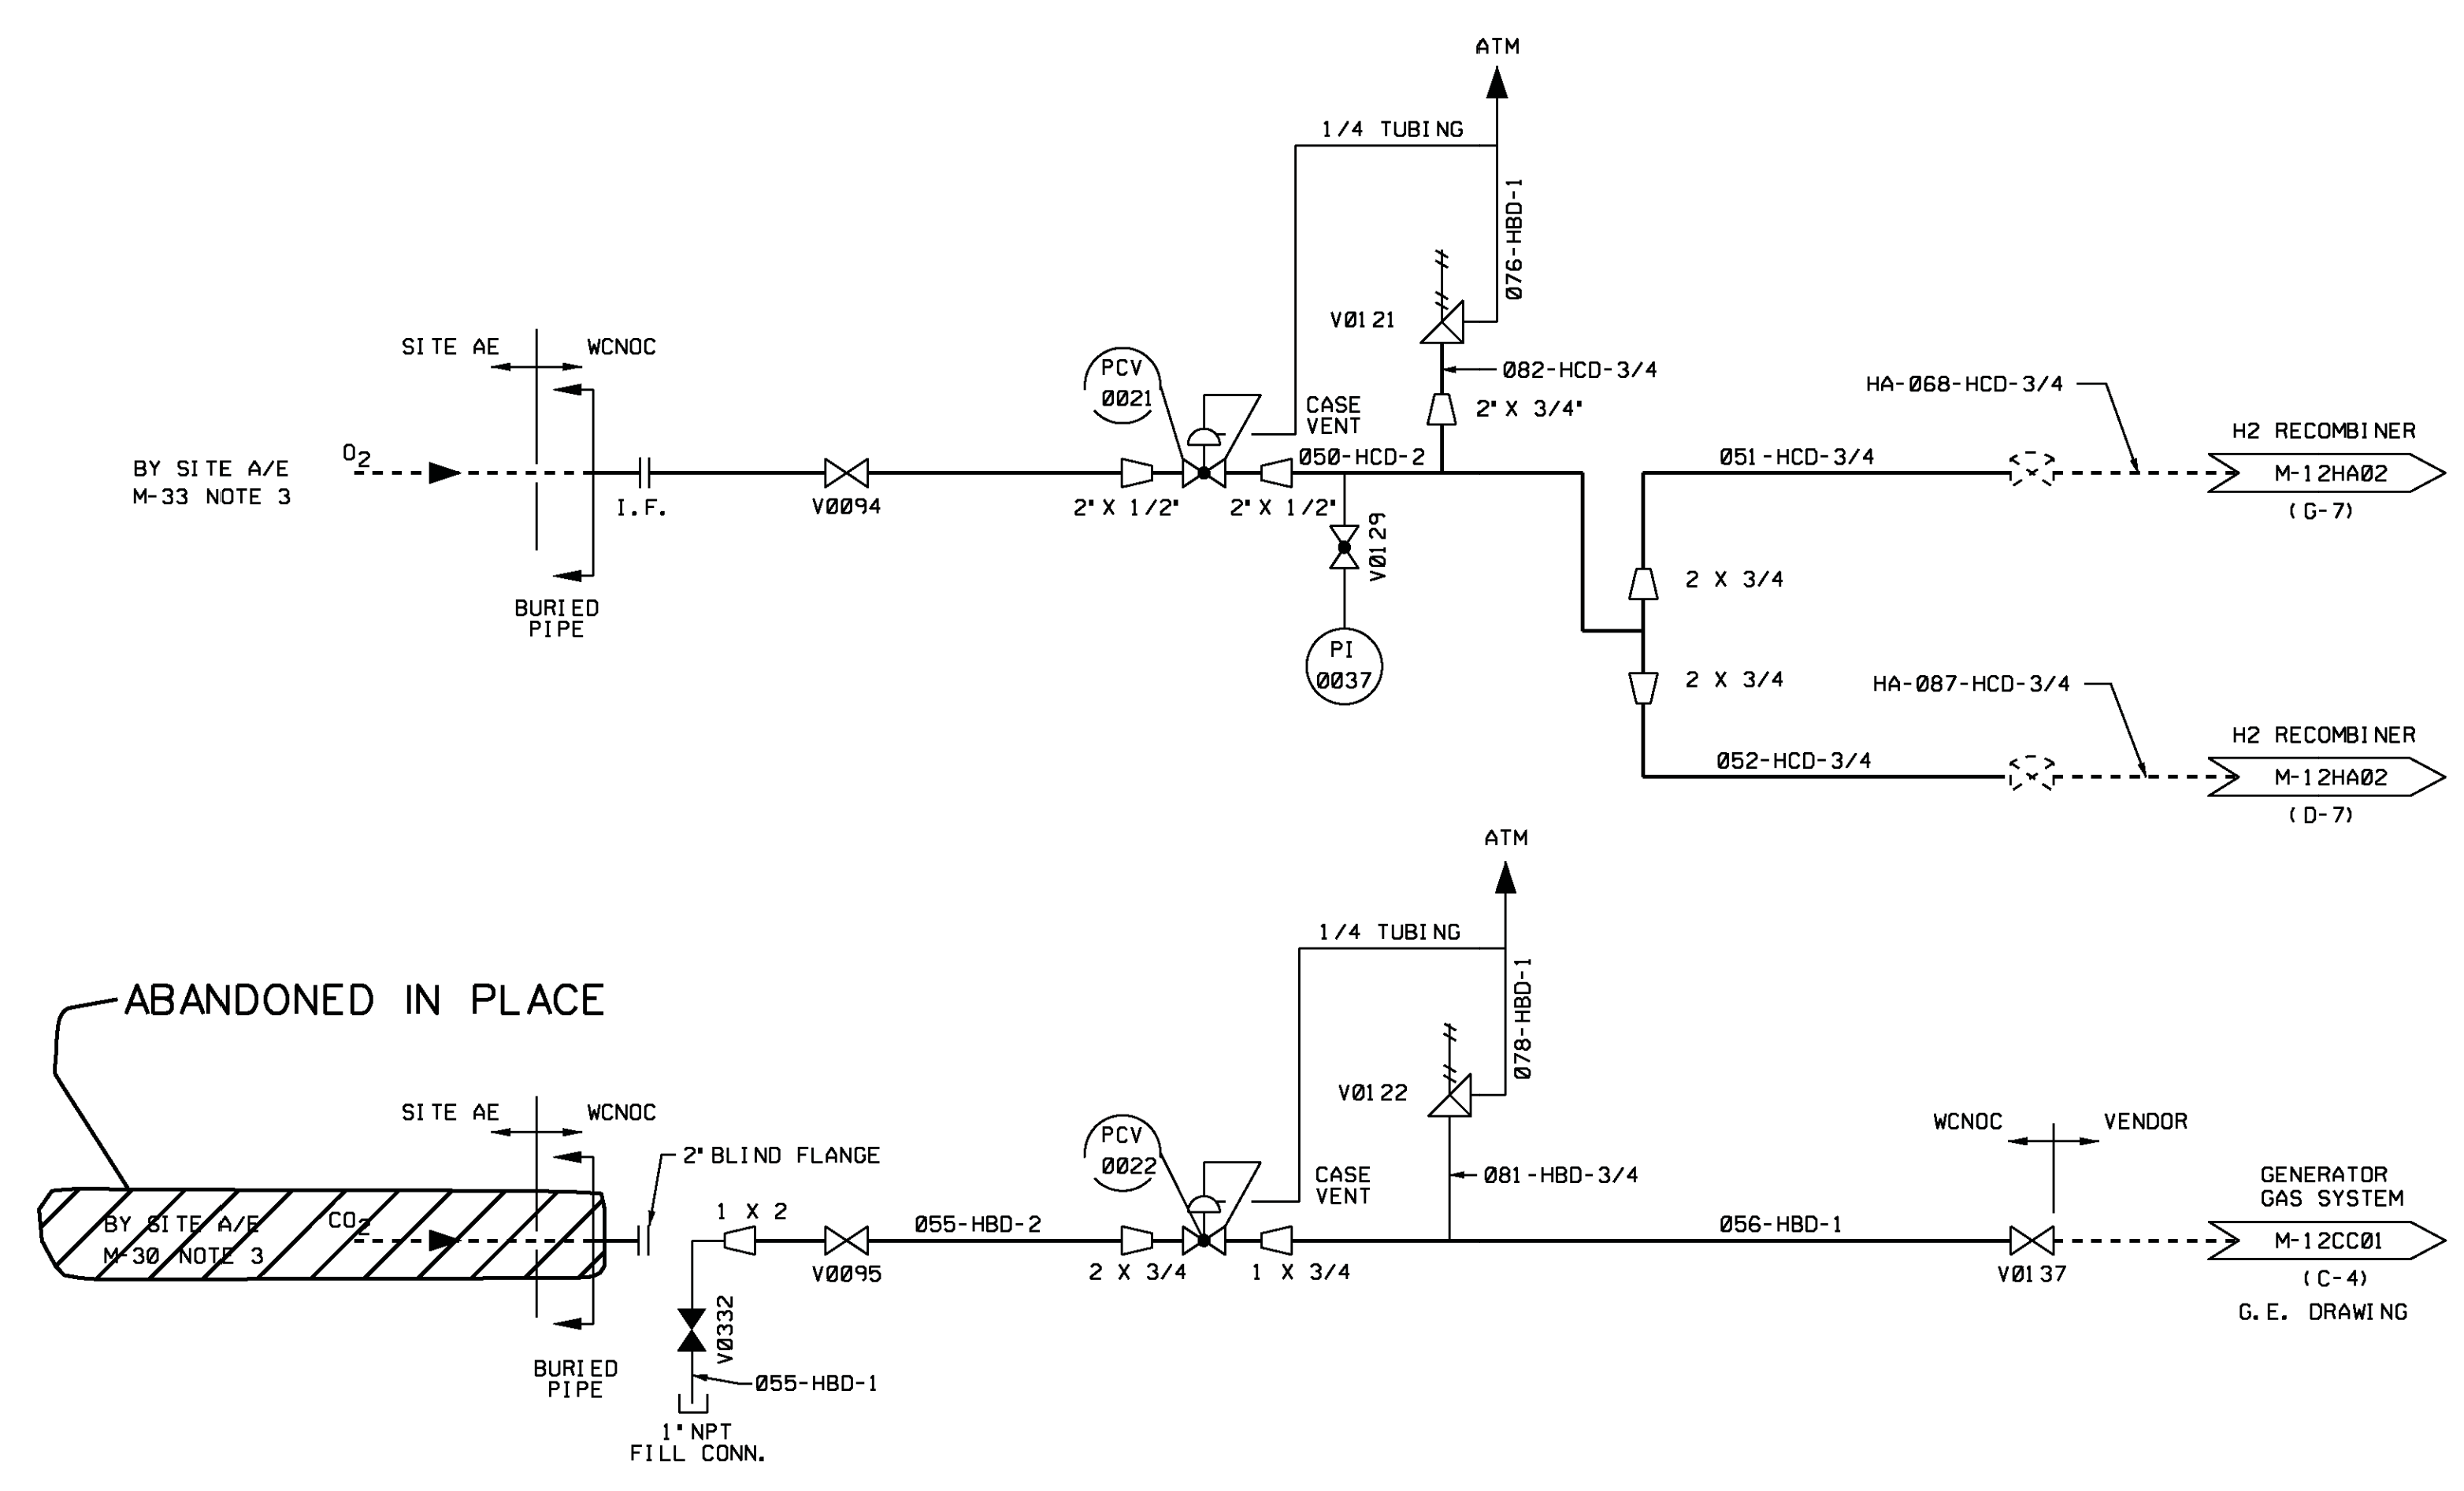 ATM
1/4 TUBING
076-HBD-1
V0121
SITE AE
WCNOC
PCV
0021
082-HCD-3/4
HA-068-HCD-3/4
CASE
VENT
2" X 3/4"
H2 RECOMBINER
O2
BY SITE A/E
M-33 NOTE 3
050-HCD-2
051-HCD-3/4
M-12HA02
(G-7)
I.F.
V0094
2" X 1/2"
2" X 1/2"
V0129
BURIED
PIPE
2 X 3/4
PI
0037
2 X 3/4
HA-087-HCD-3/4
H2 RECOMBINER
052-HCD-3/4
M-12HA02
(D-7)
ATM
1/4 TUBING
078-HBD-1
ABANDONED IN PLACE
V0122
SITE AE
WCNOC
PCV
0022
WCNOC
VENDOR
2" BLIND FLANGE
CASE
VENT
081-HBD-3/4
GENERATOR
GAS SYSTEM
BY SITE A/E
M-30 NOTE 3
CO2
1 X 2
055-HBD-2
056-HBD-1
M-12CC01
V0095
2 X 3/4
1 X 3/4
V0137
(C-4)
G.E. DRAWING
V0332
BURIED
PIPE
055-HBD-1
1" NPT
FILL CONN.